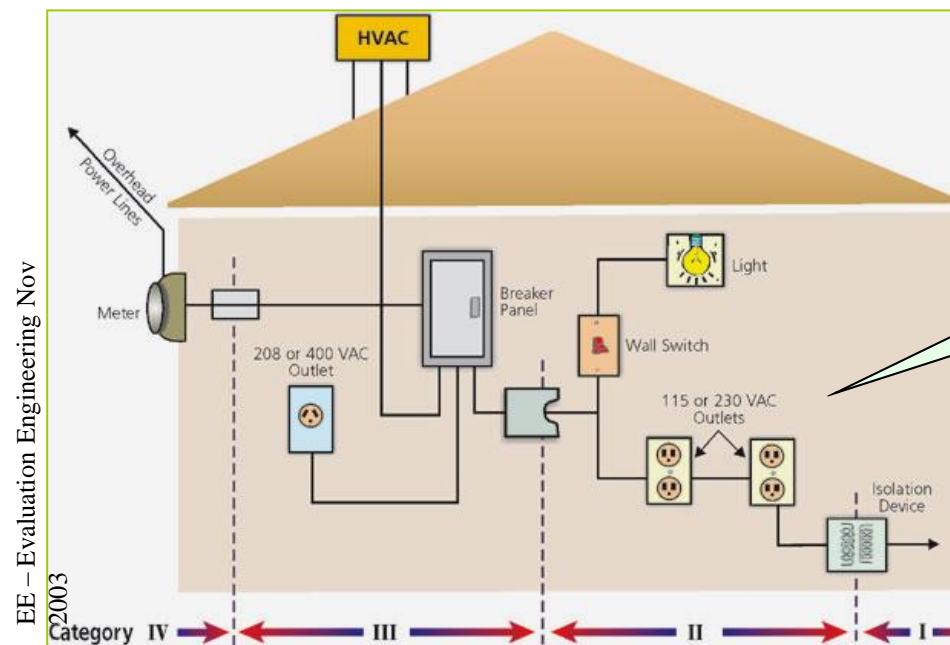 EE – Evaluation Engineering Nov
2003
HVAC
Overhead
Power Lines
Meter
Breaker
Panel
Light
Wall Switch
208 or 400 VAC
Outlet
115 or 230 VAC
Outlets
Isolation
Device
Category IV III II I